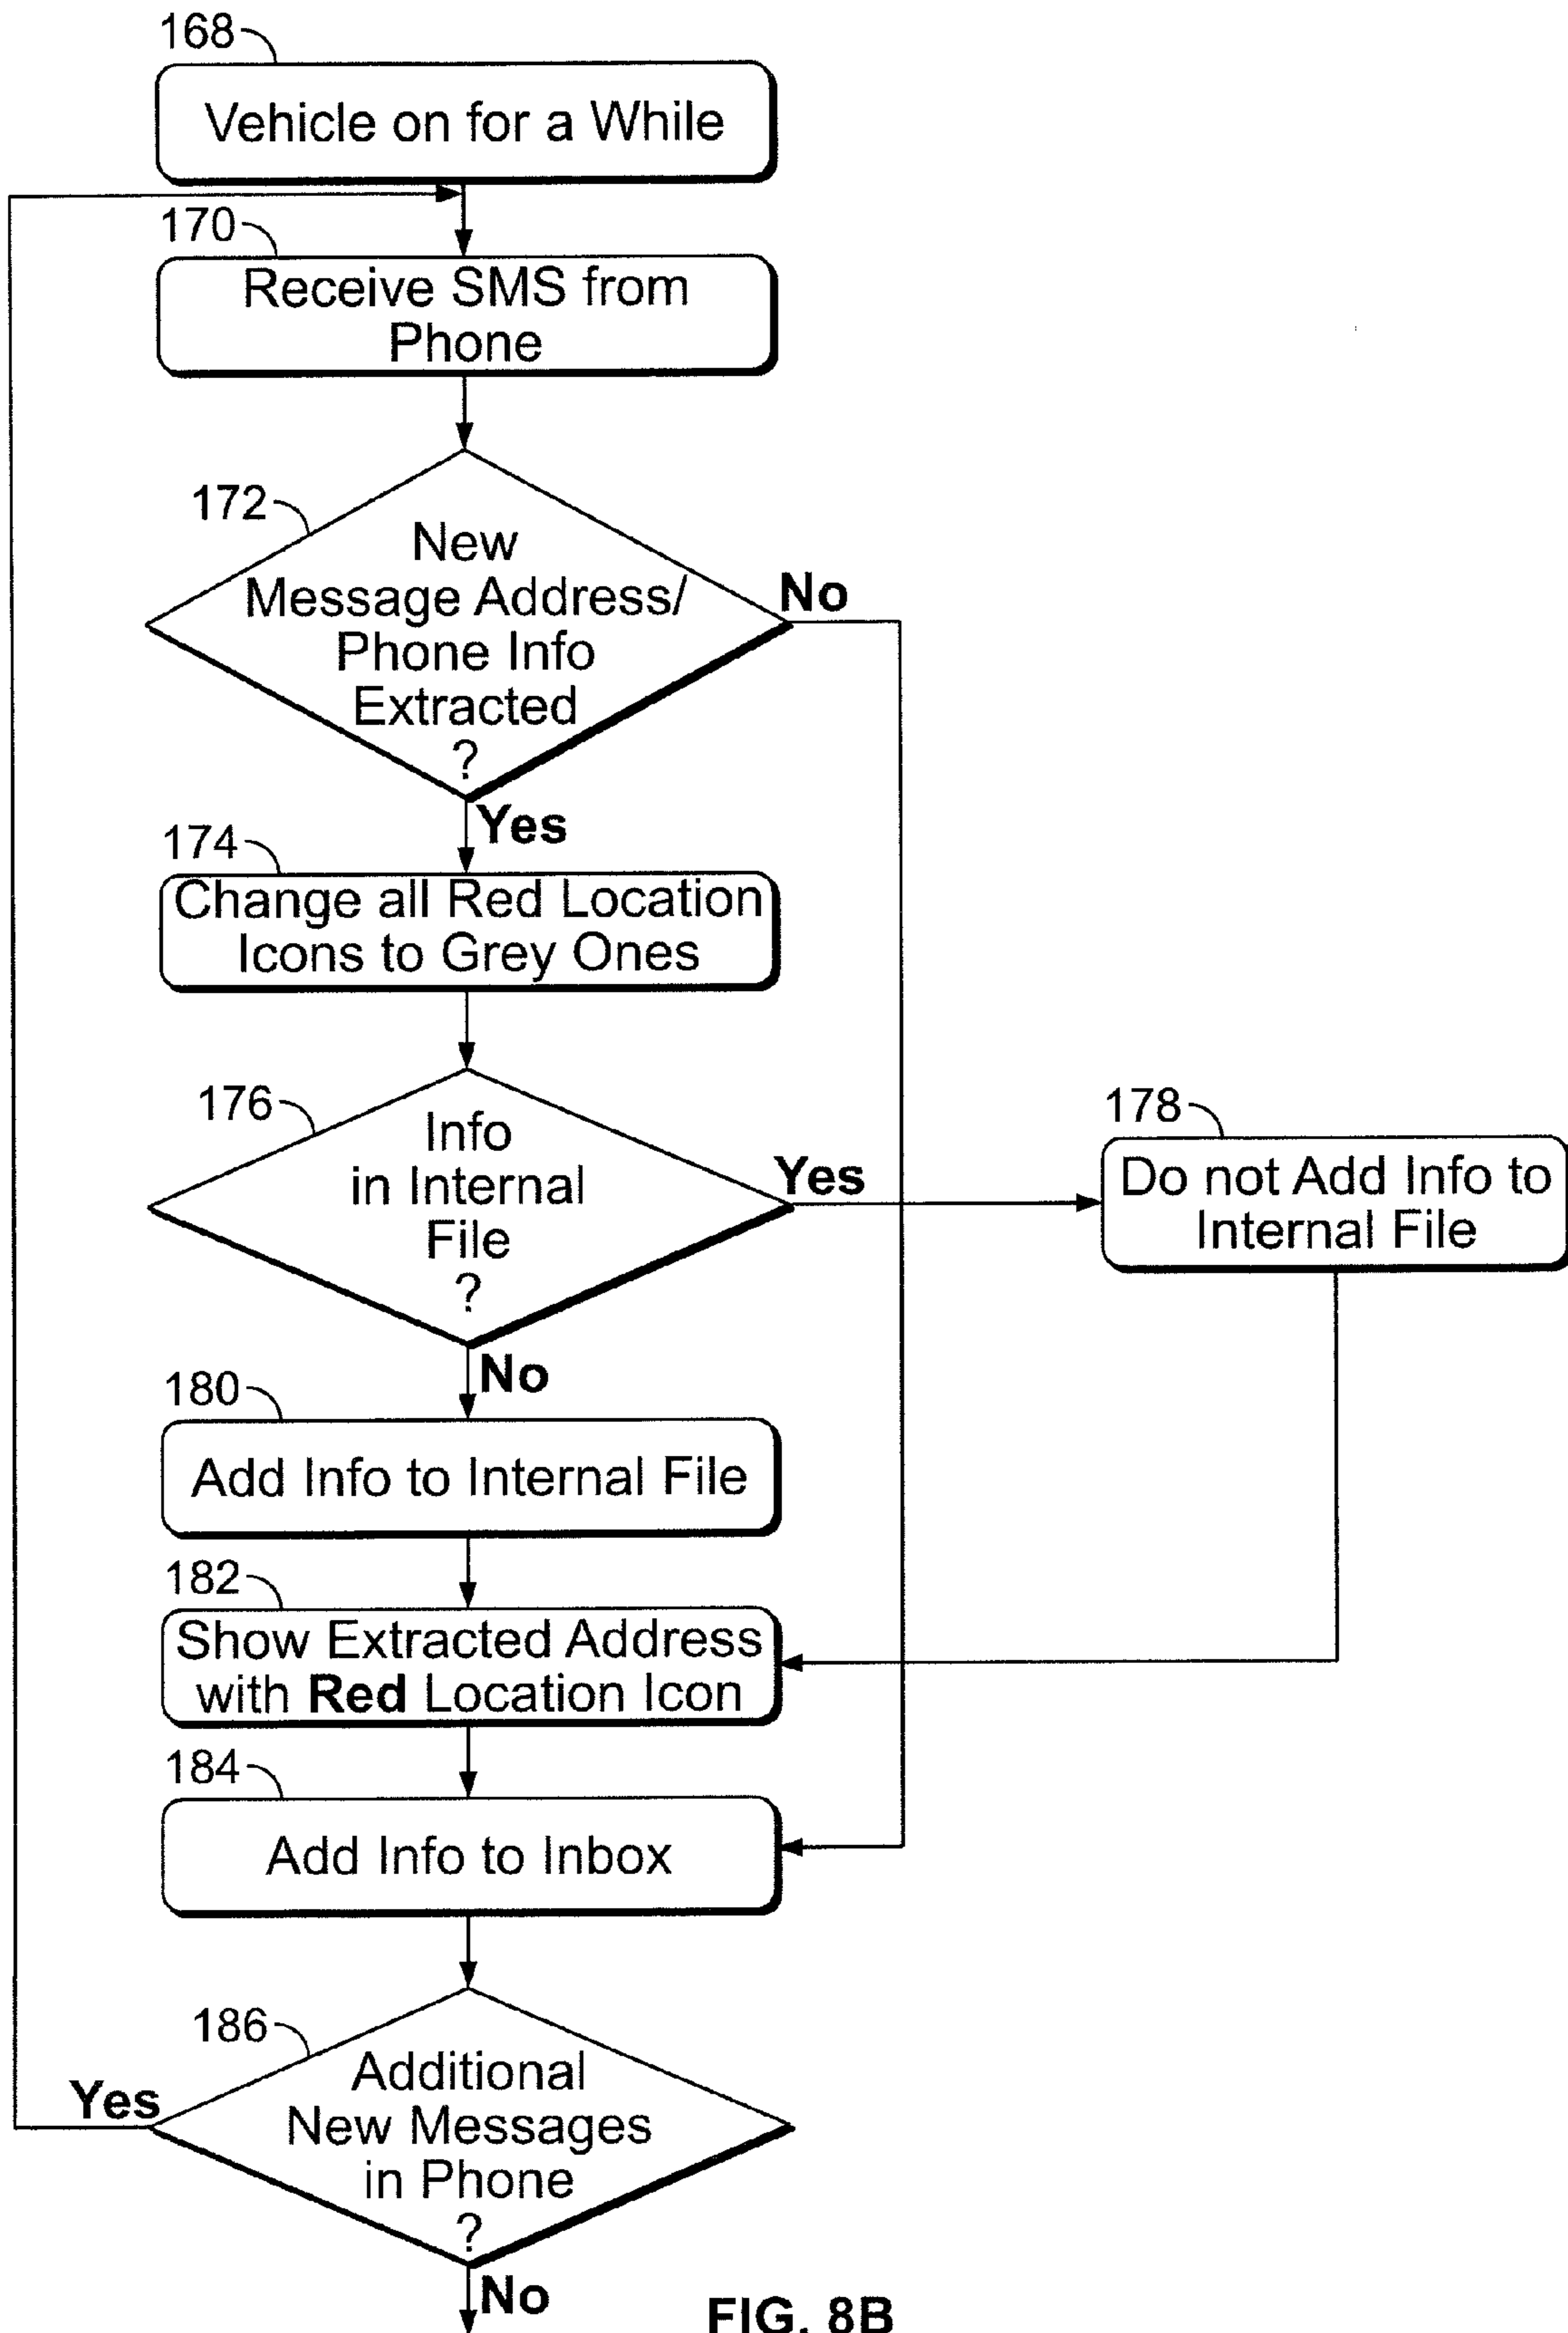 168
Vehicle on for a While
170
Receive SMS from
Phone
172
New
Message Address/
Phone Info
Extracted
?
No
Yes
174
Change all Red Location
Icons to Grey Ones
176
Info
in Internal
File
?
Yes
178
Do not Add Info to
Internal File
No
180
Add Info to Internal File
182
Show Extracted Address
with Red Location Icon
184
Add Info to Inbox
186
Additional
New Messages
in Phone
?
Yes
No
FIG. 8B